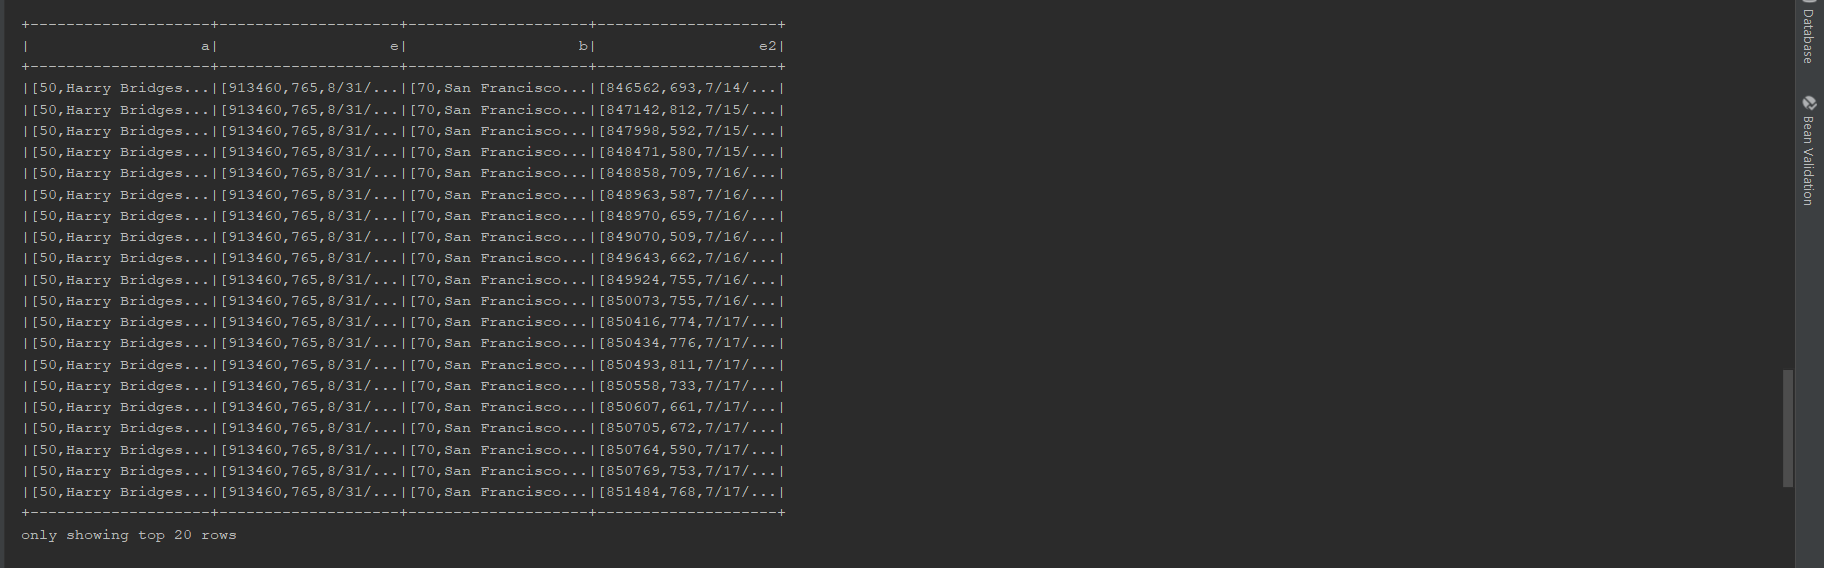 +--------------------+--------------------+--------------------+--------------------+
|                   a|                   e|                   b|                  e2|
+--------------------+--------------------+--------------------+--------------------+
|[50,Harry Bridges...|[913460,765,8/31/...|[70,San Francisco...|[846562,693,7/14/...|
|[50,Harry Bridges...|[913460,765,8/31/...|[70,San Francisco...|[847142,812,7/15/...|
|[50,Harry Bridges...|[913460,765,8/31/...|[70,San Francisco...|[847998,592,7/15/...|
|[50,Harry Bridges...|[913460,765,8/31/...|[70,San Francisco...|[848471,580,7/15/...|
|[50,Harry Bridges...|[913460,765,8/31/...|[70,San Francisco...|[848858,709,7/16/...|
|[50,Harry Bridges...|[913460,765,8/31/...|[70,San Francisco...|[848963,587,7/16/...|
|[50,Harry Bridges...|[913460,765,8/31/...|[70,San Francisco...|[848970,659,7/16/...|
|[50,Harry Bridges...|[913460,765,8/31/...|[70,San Francisco...|[849070,509,7/16/...|
|[50,Harry Bridges...|[913460,765,8/31/...|[70,San Francisco...|[849643,662,7/16/...|
|[50,Harry Bridges...|[913460,765,8/31/...|[70,San Francisco...|[849924,755,7/16/...|
|[50,Harry Bridges...|[913460,765,8/31/...|[70,San Francisco...|[850073,755,7/16/...|
|[50,Harry Bridges...|[913460,765,8/31/...|[70,San Francisco...|[850416,774,7/17/...|
|[50,Harry Bridges...|[913460,765,8/31/...|[70,San Francisco...|[850434,776,7/17/...|
|[50,Harry Bridges...|[913460,765,8/31/...|[70,San Francisco...|[850493,811,7/17/...|
|[50,Harry Bridges...|[913460,765,8/31/...|[70,San Francisco...|[850558,733,7/17/...|
|[50,Harry Bridges...|[913460,765,8/31/...|[70,San Francisco...|[850607,661,7/17/...|
|[50,Harry Bridges...|[913460,765,8/31/...|[70,San Francisco...|[850705,672,7/17/...|
|[50,Harry Bridges...|[913460,765,8/31/...|[70,San Francisco...|[850764,590,7/17/...|
|[50,Harry Bridges...|[913460,765,8/31/...|[70,San Francisco...|[850769,753,7/17/...|
|[50,Harry Bridges...|[913460,765,8/31/...|[70,San Francisco...|[851484,768,7/17/...|
+--------------------+--------------------+--------------------+--------------------+
only showing top 20 rows
Database
Bean Validation